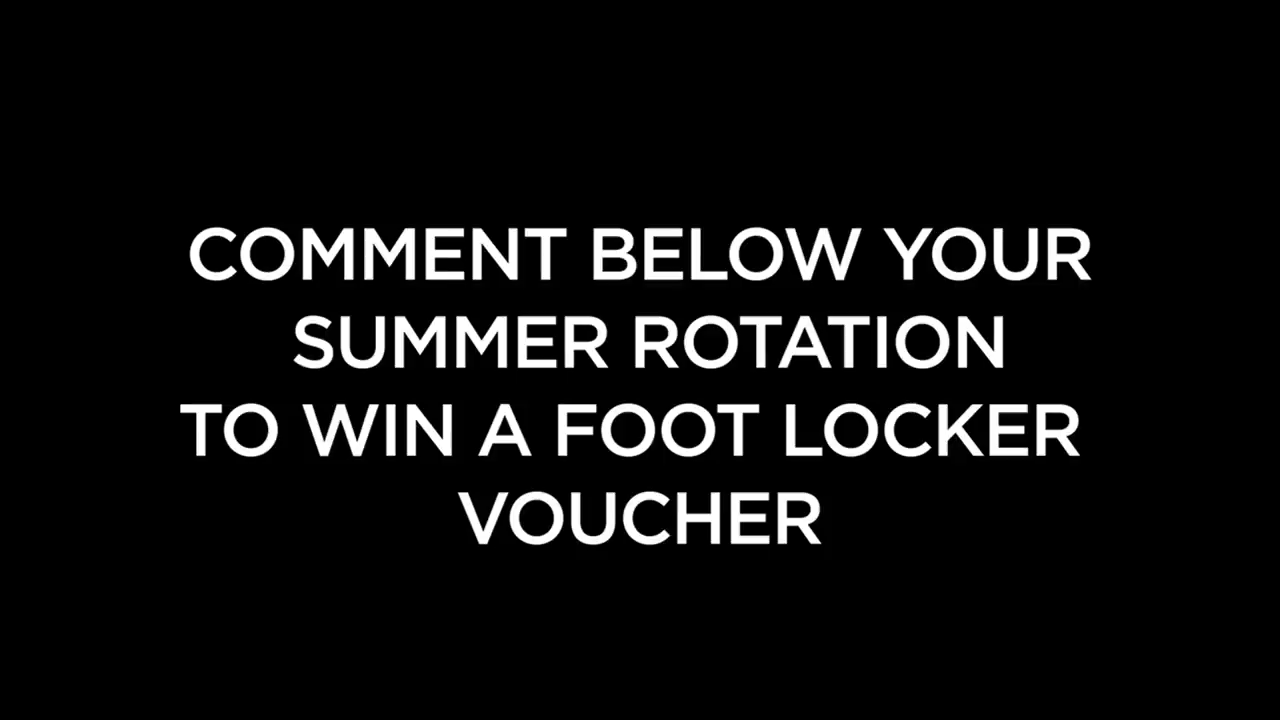 COMMENT BELOW YOUR
SUMMER ROTATION
TO WIN A FOOT LOCKER
VOUCHER